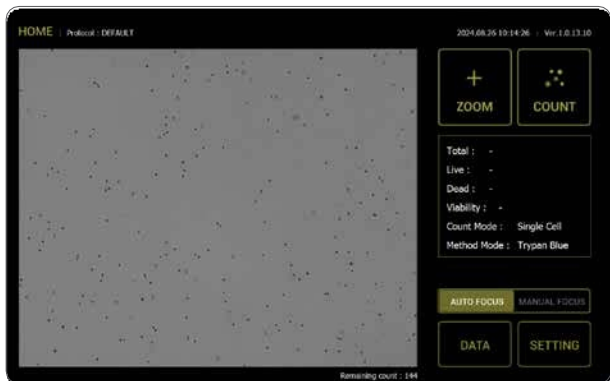 HOME | Protocol : DEFAULT
2024.08.26 10:14:26 | Ver.1.0.13.10
ZOOM
COUNT
Total : -
Live : -
Dead : -
Viability : -
Count Mode : Single Cell
Method Mode : Trypan Blue
AUTO FOCUS
MANUAL FOCUS
DATA
SETTING
Remaining count : 144